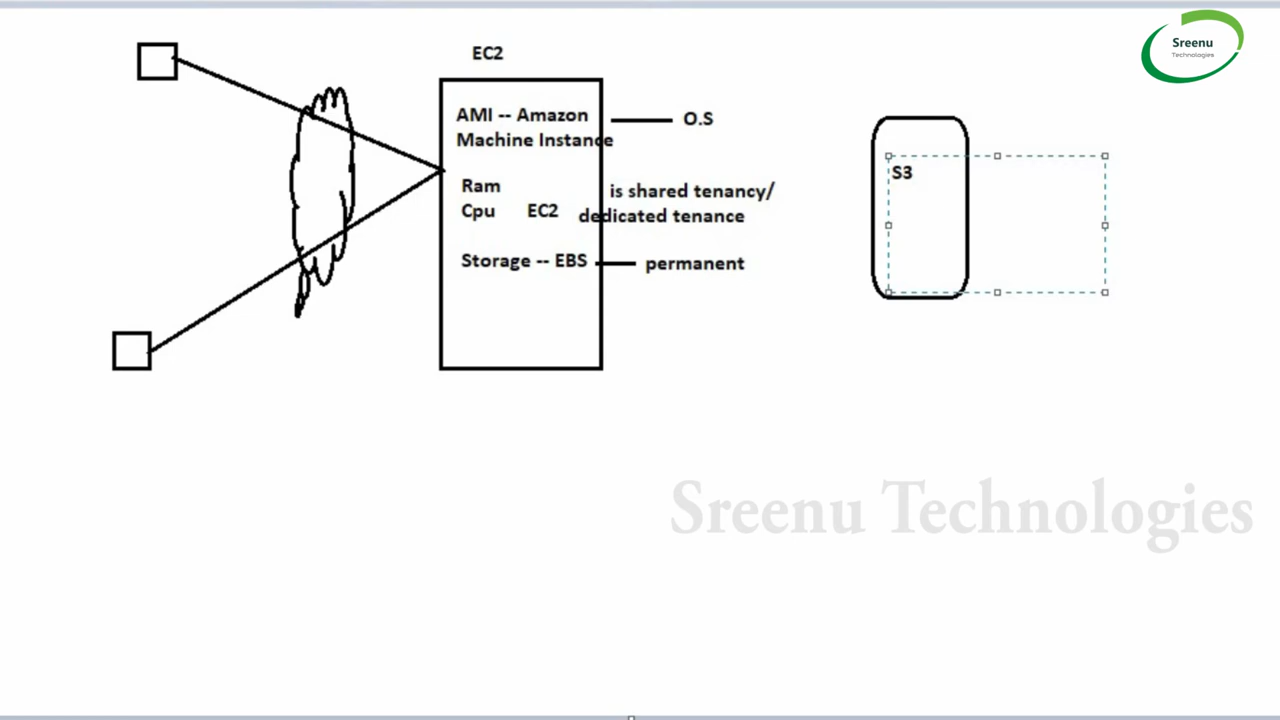 Sreenu
Technologies
EC2
AMI -- Amazon
Machine Instance
O.S
Ram
Cpu
EC2
is shared tenancy/
dedicated tenance
Storage -- EBS
permanent
S3
Sreenu Technologies